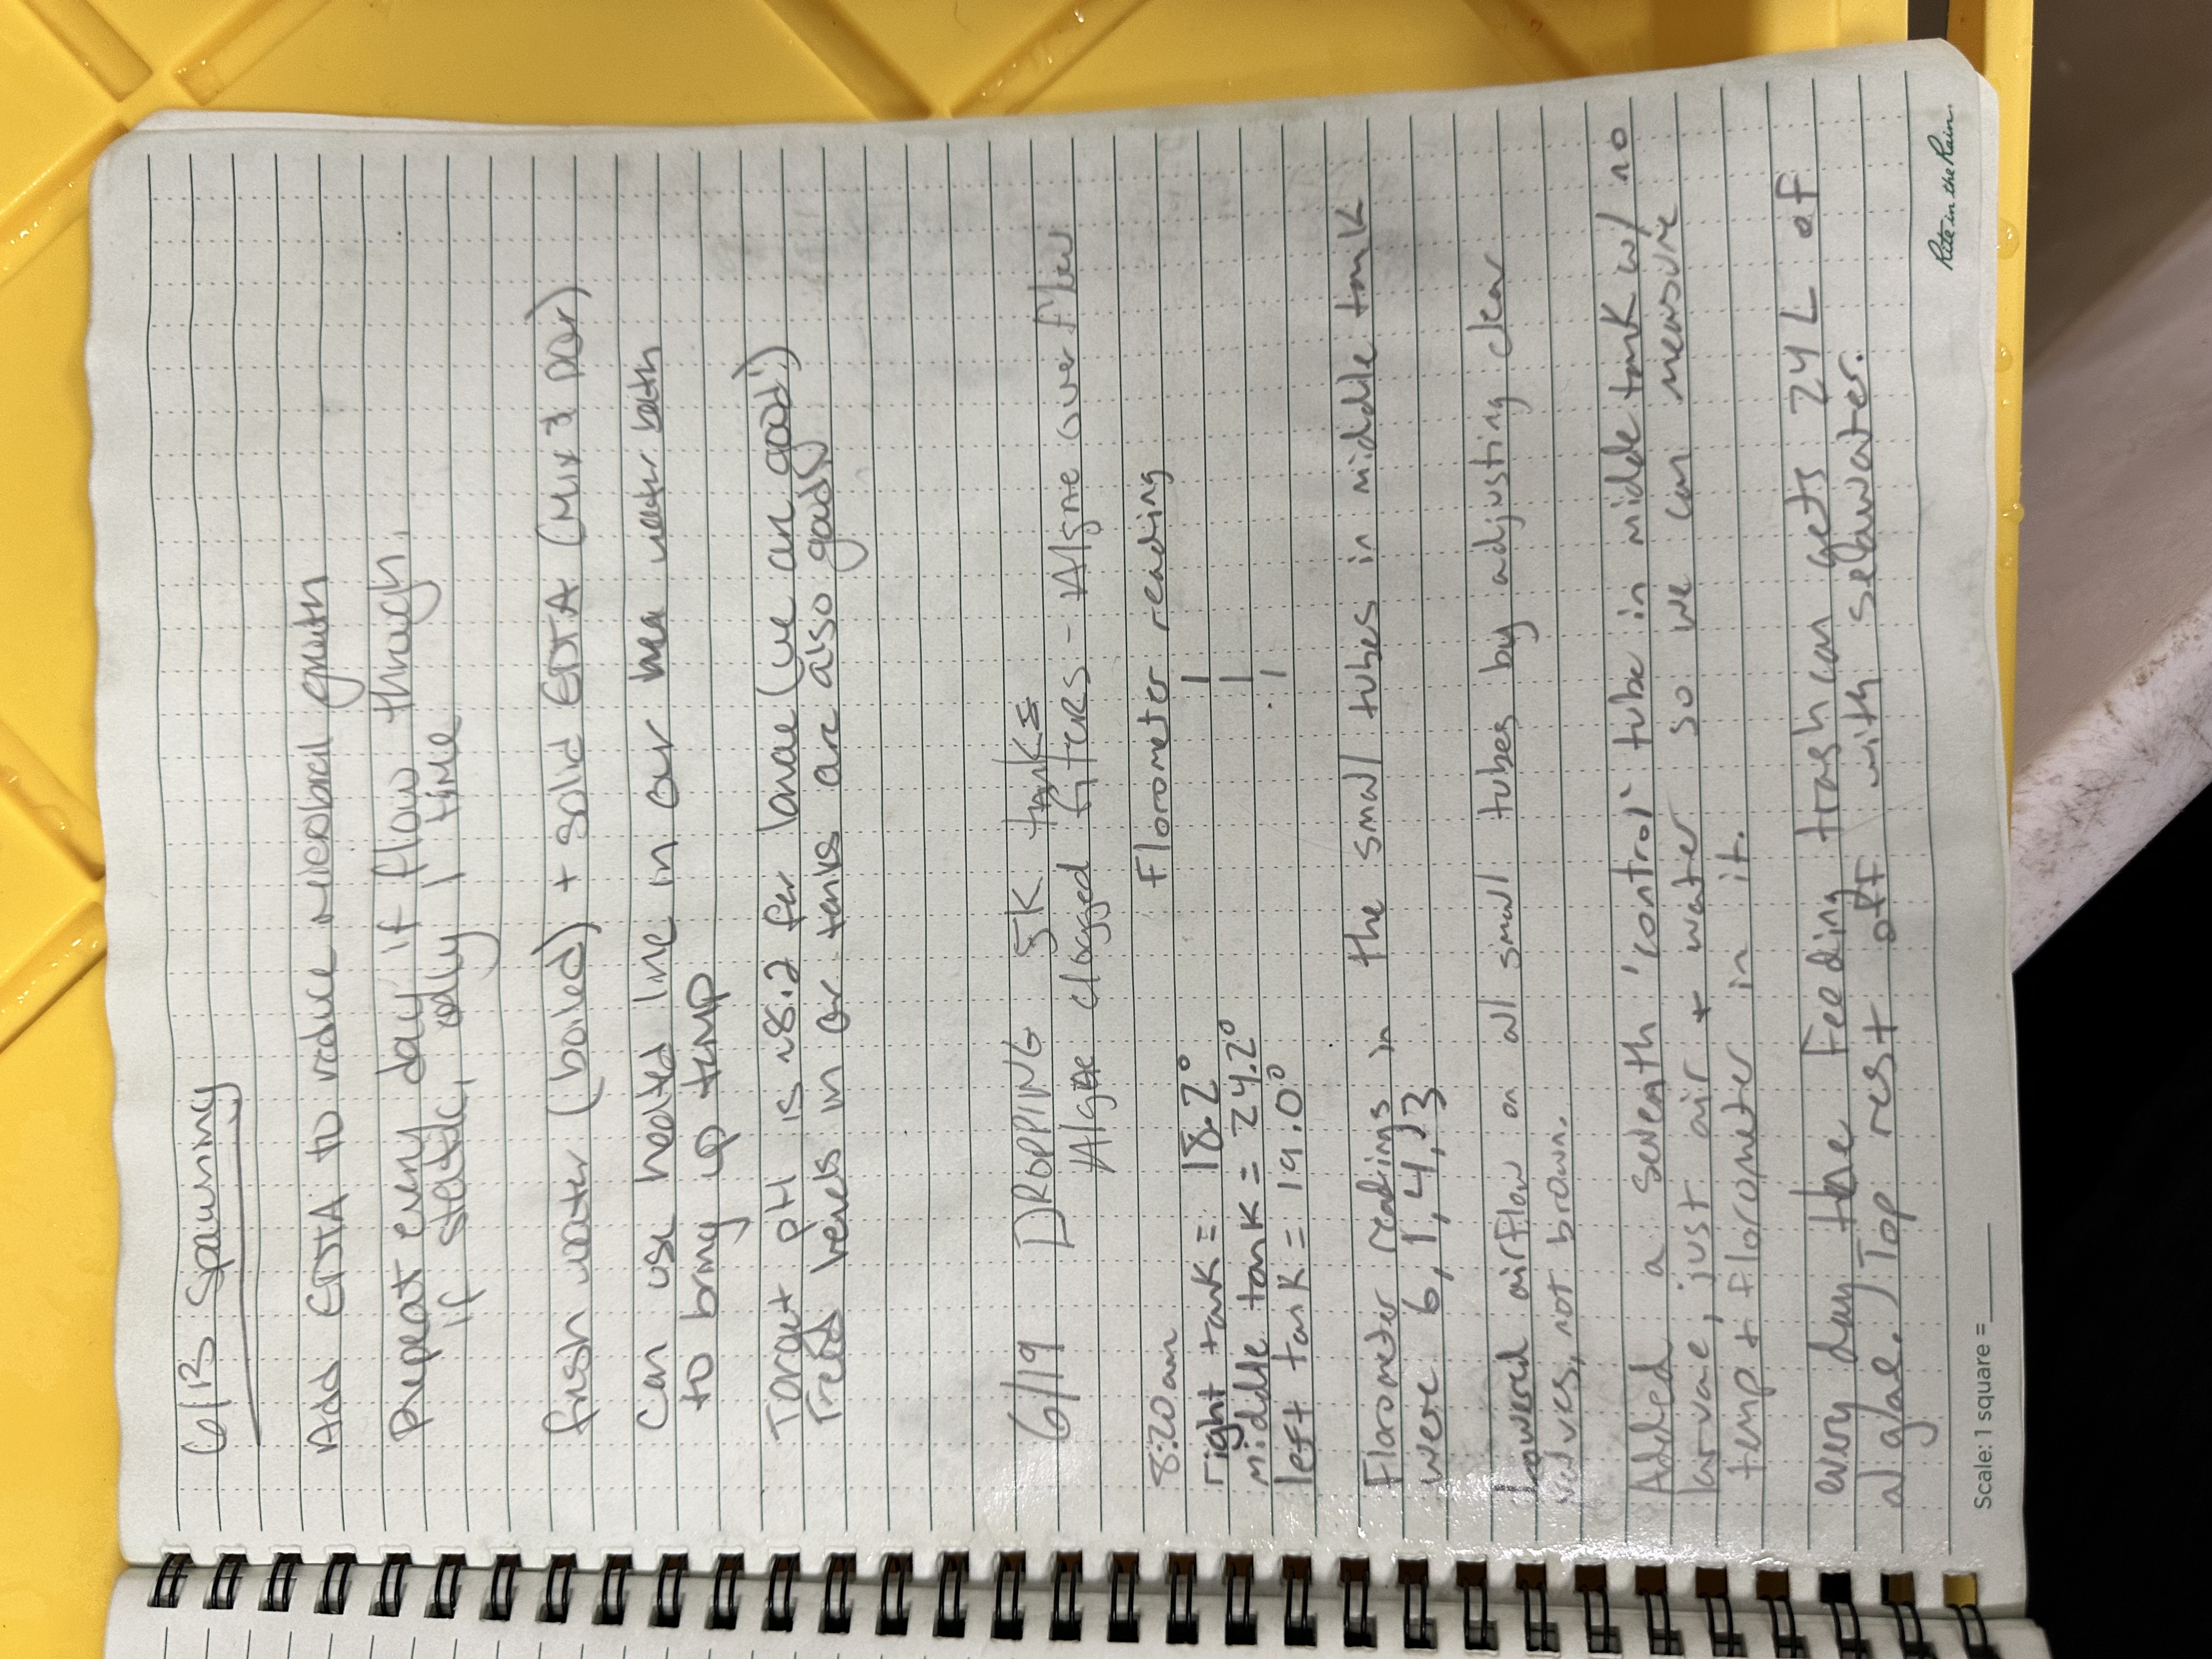 6/13 Spawning
Add EDTA to reduce microbial growth
Repeat every day if flow through,
if static, only 1 time
fresh water (boiled) + solid EDTA (Mix & pour)
Can use heated line in our water bath
to bring up temp
Target pH is ~8.2 for larvae (we are good!)
Feed levels in our tanks are also good
6/19 DROPPING 5K tanks
Algae clogged filters - Algae overflow
8:20am Florometer reading
right tank = 18.2° 1
middle tank = 24.2° 1
left tank = 19.0° 1
Florometer readings in the small tubes in middle tank
were 6, 1, 4, 3
Lowered airflow on all small tubes by adjusting clear
valves, not brown.
Added a seventh 'control' tube in middle tank w/ no
larvae, just air + water so we can measure
temp + florometer in it.
every day the feeding trashcan gets 24 L of
algae. Top rest off with seawater.
Rite in the Rain.
Scale: 1 square =______